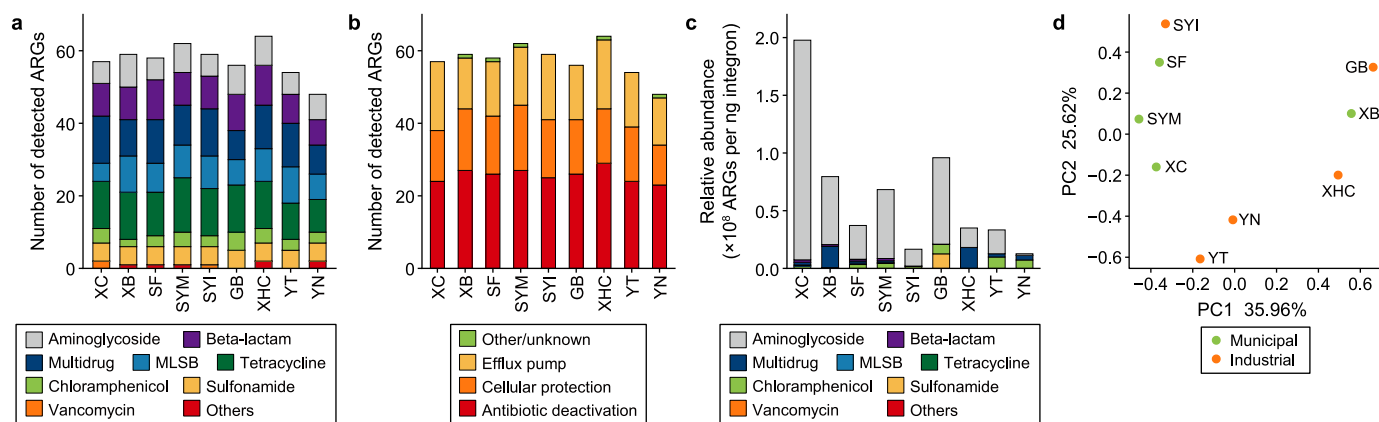 a
Number of detected ARGs
60
40
20
0
XC
XB
SF
SYM
SYI
GB
XHC
YT
YN
Aminoglycoside
Beta-lactam
Multidrug
MLSB
Tetracycline
Chloramphenicol
Sulfonamide
Vancomycin
Others
b
Number of detected ARGs
60
40
20
0
XC
XB
SF
SYM
SYI
GB
XHC
YT
YN
Other/unknown
Efflux pump
Cellular protection
Antibiotic deactivation
c
Relative abundance
(×10⁸ ARGs per ng integron)
2.0
1.5
1.0
0.5
0.0
XC
XB
SF
SYM
SYI
GB
XHC
YT
YN
Aminoglycoside
Beta-lactam
Multidrug
MLSB
Tetracycline
Chloramphenicol
Sulfonamide
Vancomycin
Others
d
PC2 25.62%
0.4
0.2
0.0
−0.2
−0.4
−0.6
SYI
SF
GB
SYM
XB
XC
XHC
YN
YT
−0.4
−0.2
0.0
0.2
0.4
0.6
PC1 35.96%
Municipal
Industrial